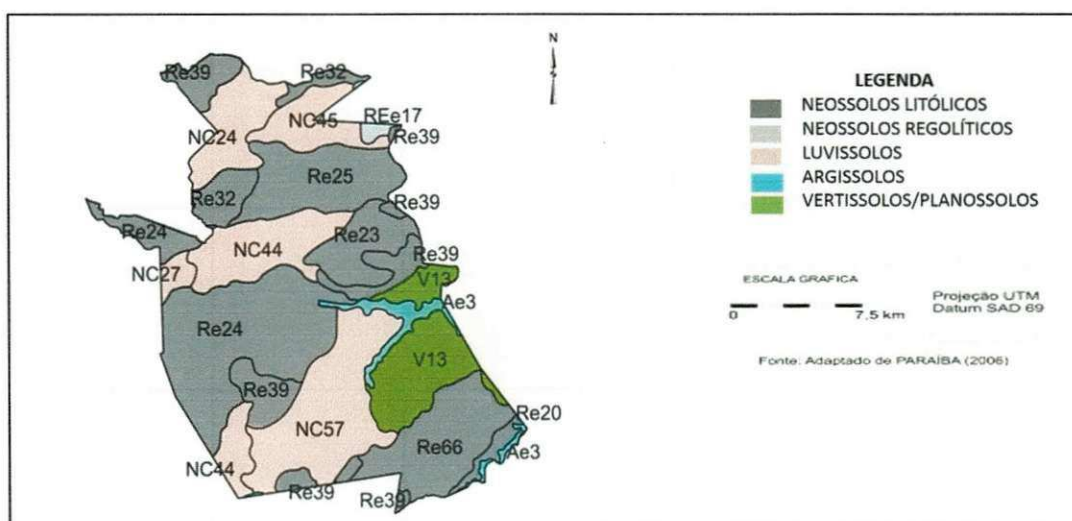 N
S
LEGENDA
NEOSSOLOS LITÓLICOS
NEOSSOLOS REGOLÍTICOS
LUVISSOLOS
ARGISSOLOS
VERTISSOLOS/PLANOSSOLOS
ESCALA GRAFICA
0 7,5 km
Projeção UTM
Datum SAD 69
Fonte: Adaptado de PARAÍBA (2006)
Re39
Re32
NC45
REe17
NC24
Re39
Re25
Re32
Re39
Re24
NC44
Re23
Re39
NC27
V13
Ae3
Re24
V13
Re39
NC57
Re20
Re66
NC44
Ae3
Re39
Re39